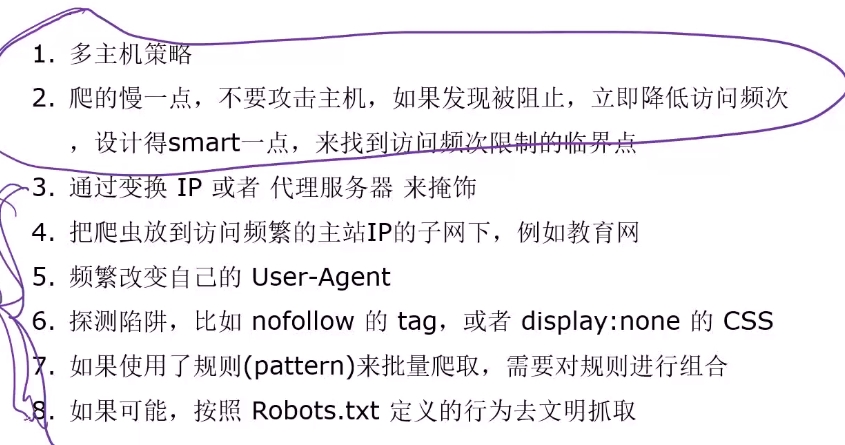 1. 多主机策略
2. 爬的慢一点，不要攻击主机，如果发现被阻止，立即降低访问频次
，设计得smart一点，来找到访问频次限制的临界点
3. 通过变换 IP 或者 代理服务器 来掩饰
4. 把爬虫放到访问频繁的主站IP的子网下，例如教育网
5. 频繁改变自己的 User-Agent
6. 探测陷阱，比如 nofollow 的 tag，或者 display:none 的 CSS
7. 如果使用了规则(pattern)来批量爬取，需要对规则进行组合
8. 如果可能，按照 Robots.txt 定义的行为去文明抓取